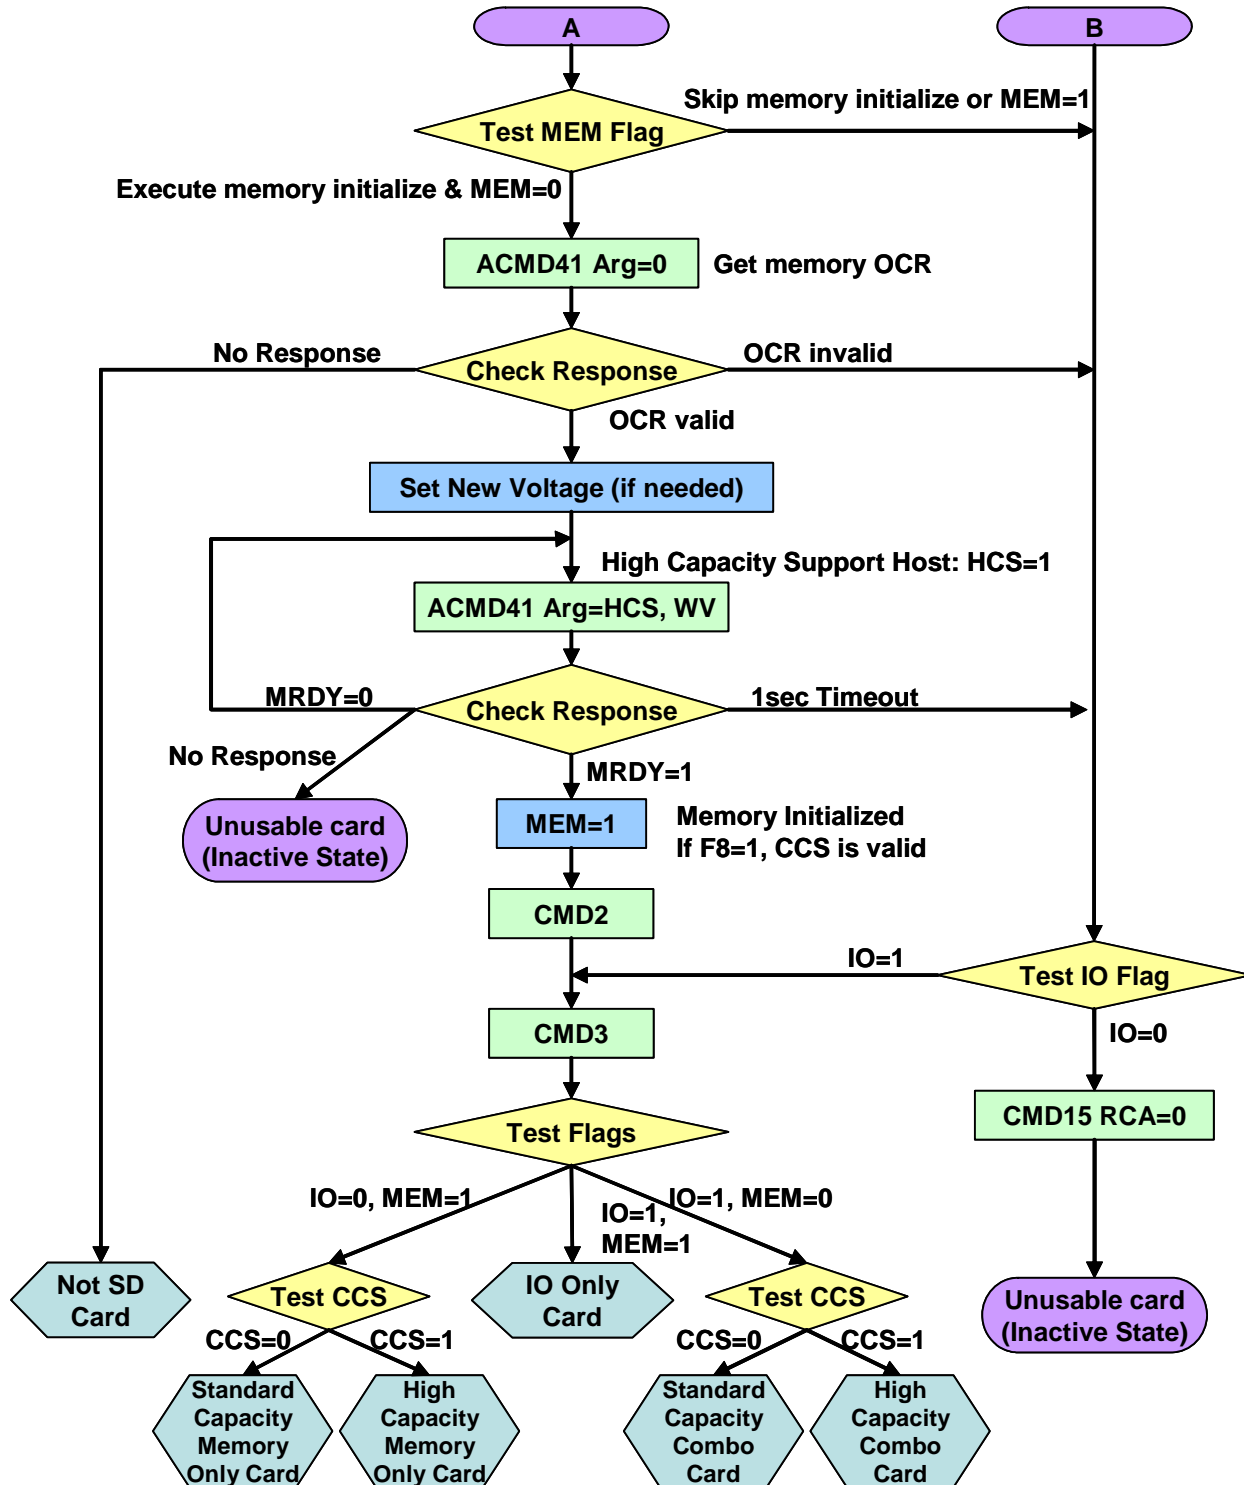 A
B
Skip memory initialize or MEM=1
Test MEM Flag
Execute memory initialize & MEM=0
ACMD41 Arg=0
Get memory OCR
No Response
OCR invalid
Check Response
OCR valid
Set New Voltage (if needed)
High Capacity Support Host: HCS=1
ACMD41 Arg=HCS, WV
MRDY=0
1sec Timeout
Check Response
No Response
MRDY=1
Unusable card
(Inactive State)
MEM=1
Memory Initialized
If F8=1, CCS is valid
CMD2
IO=1
Test IO Flag
CMD3
IO=0
CMD15 RCA=0
Test Flags
IO=0, MEM=1
IO=1,
MEM=1
IO=1, MEM=0
Not SD
Card
Test CCS
IO Only
Card
Test CCS
Unusable card
(Inactive State)
CCS=0
CCS=1
CCS=0
CCS=1
Standard
Capacity
Memory
Only Card
High
Capacity
Memory
Only Card
Standard
Capacity
Combo
Card
High
Capacity
Combo
Card